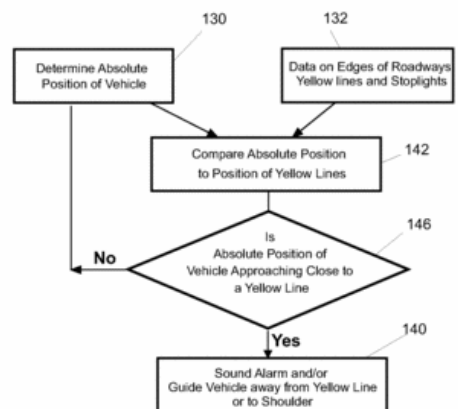 130
132
Determine Absolute
Position of Vehicle
Data on Edges of Roadways
Yellow lines and Stoplights
Compare Absolute Position
to Position of Yellow Lines
142
Is
Absolute Position of
Vehicle Approaching Close to
a Yellow Line
146
No
Yes
140
Sound Alarm and/or
Guide Vehicle away from Yellow Line
or to Shoulder